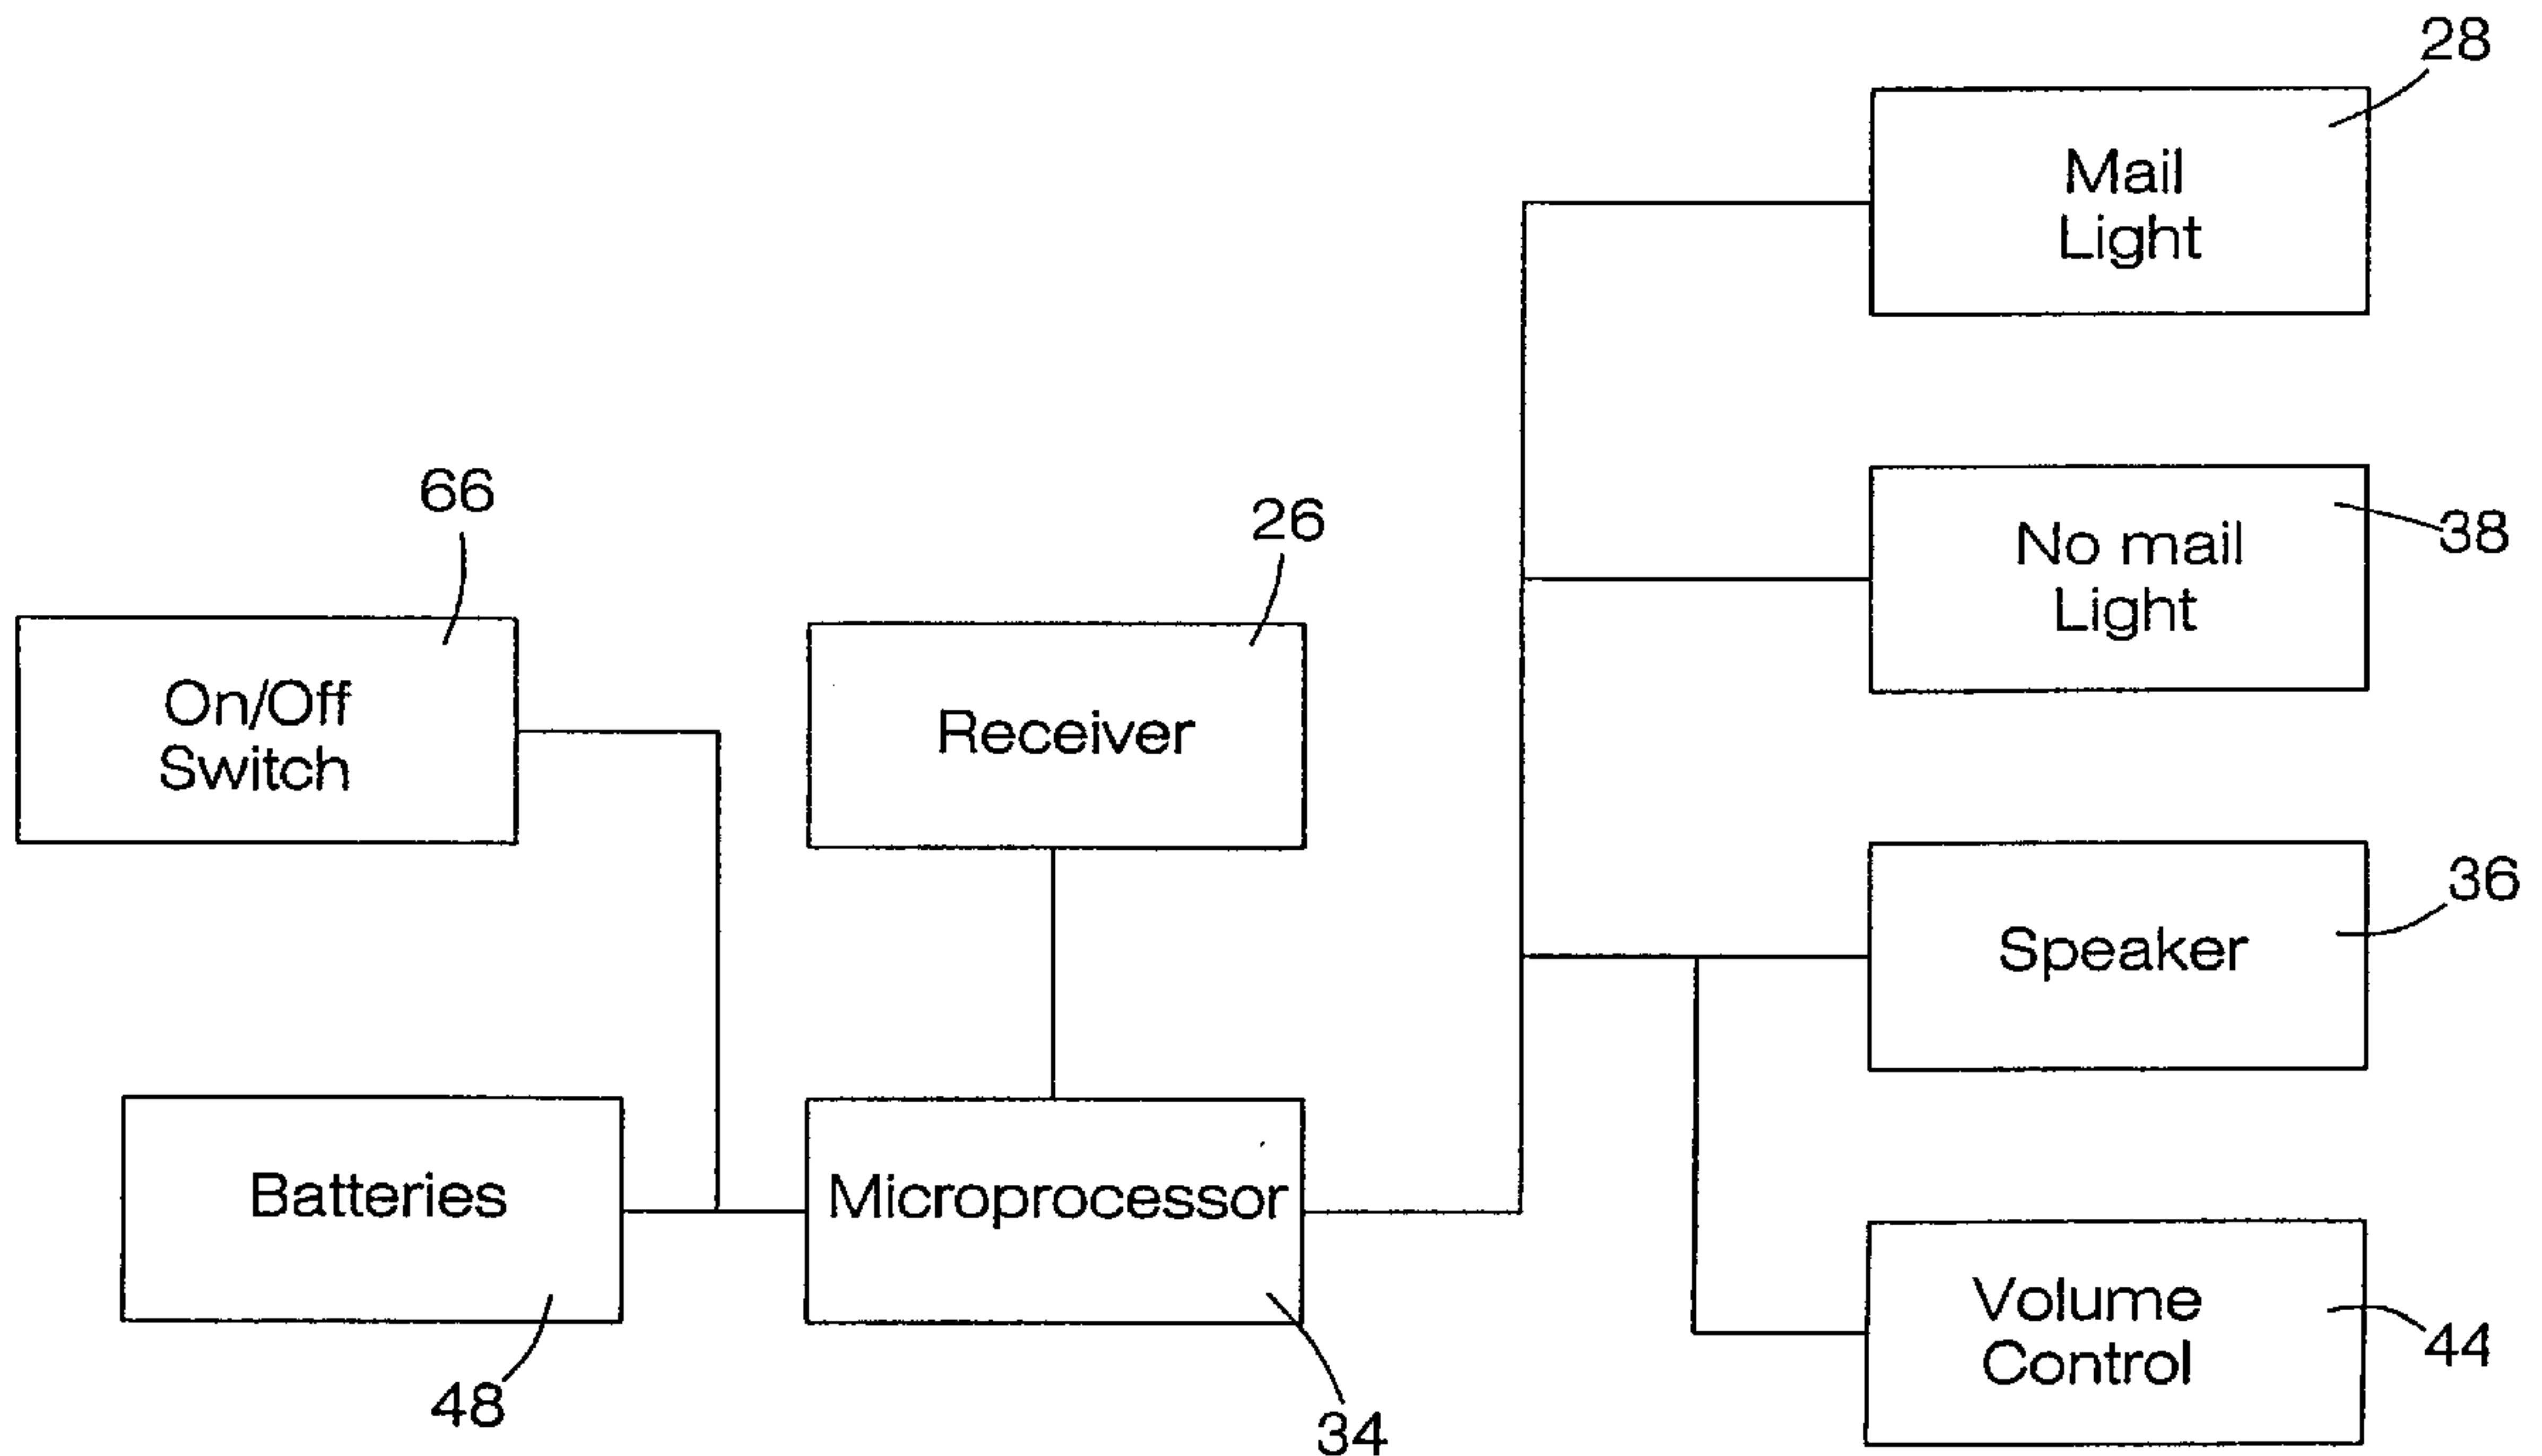 28
Mail
Light
38
No mail
Light
66
On/Off
Switch
26
Receiver
36
Speaker
Batteries
48
Microprocessor
34
Volume
Control
44